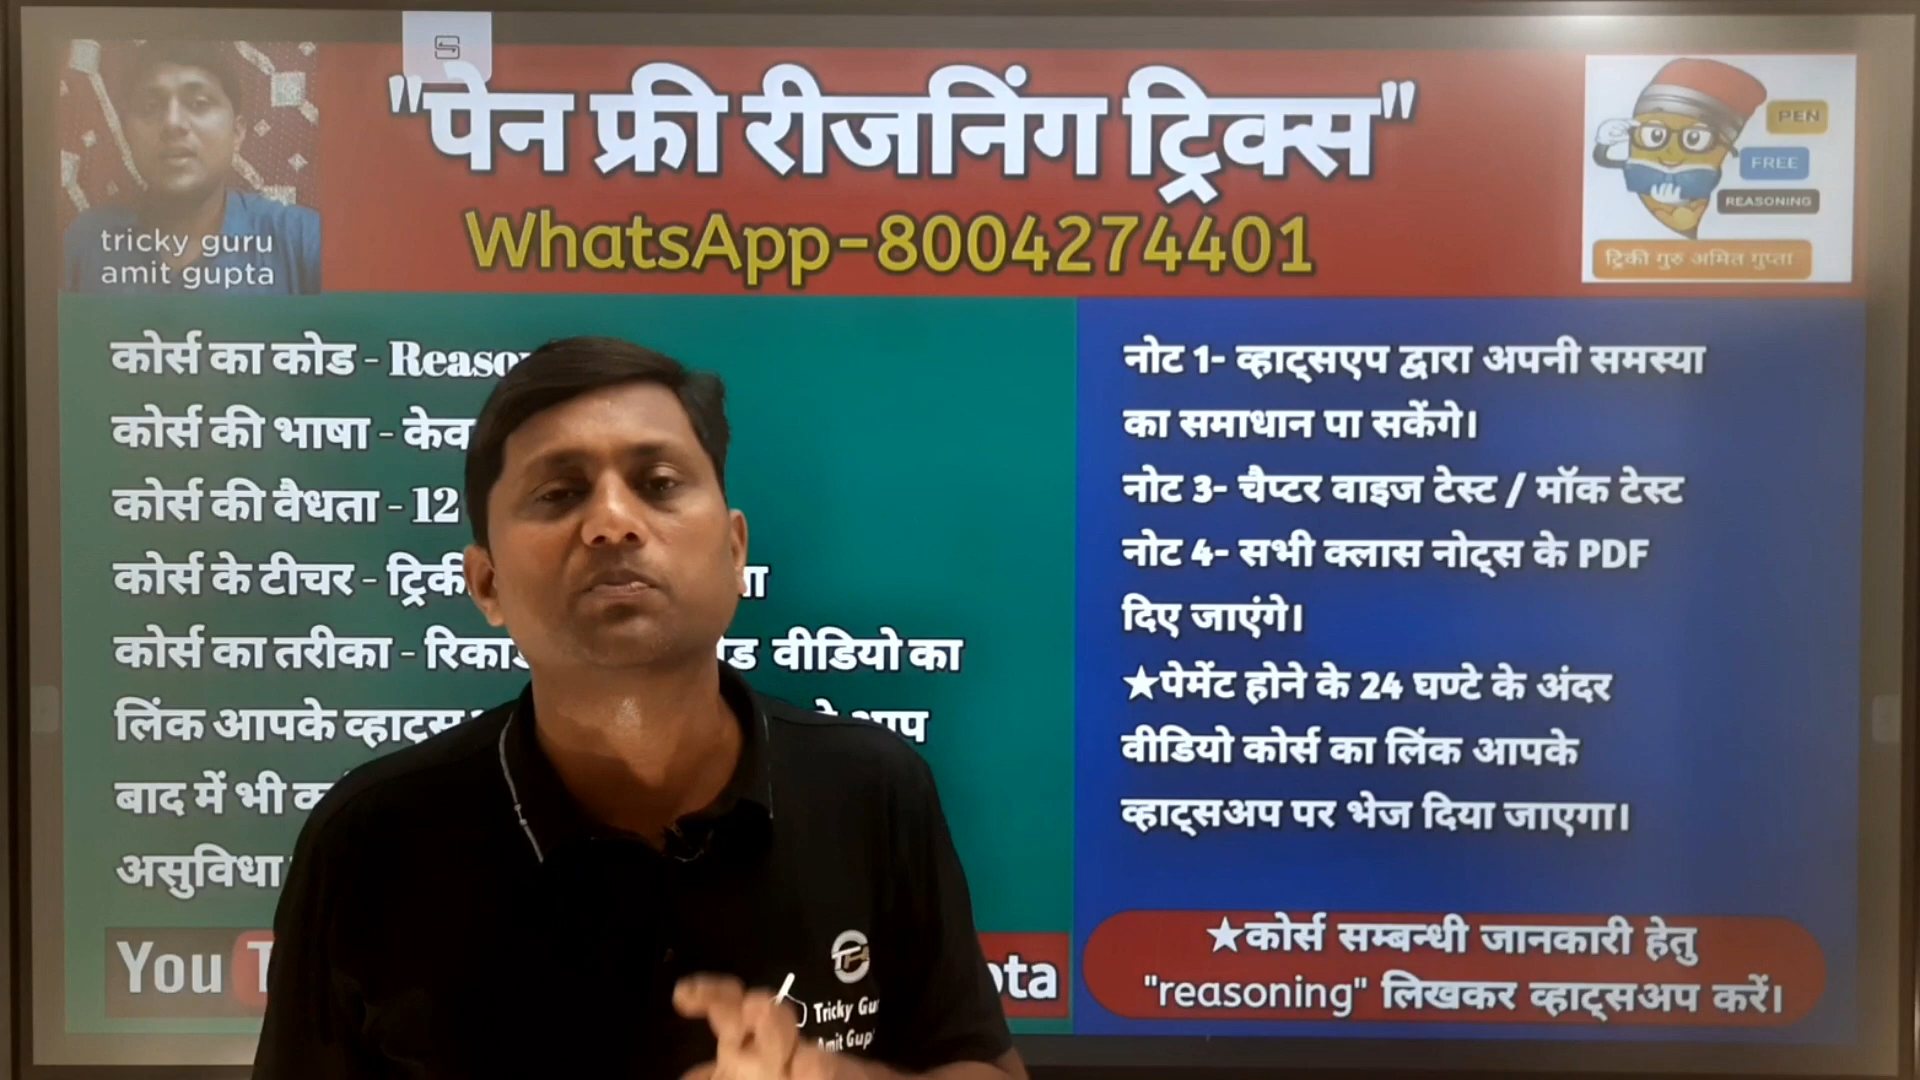 "पेन फ्री रीजनिंग ट्रिक्स"
WhatsApp-8004274401
tricky guru
amit gupta
PEN
FREE
REASONING
ट्रिकी गुरु अमित गुप्ता
कोर्स का कोड -
कोर्स की भाषा -
कोर्स की वैधता - 12
कोर्स के टीचर - ट्रिकी
कोर्स का तरीका - वीडियो का
लिंक आपके आप
बाद में भी
असुविधा
You
नोट 1- व्हाट्सएप द्वारा अपनी समस्या
का समाधान पा सकेंगे।
नोट 3- चैप्टर वाइज टेस्ट / मॉक टेस्ट
नोट 4- सभी क्लास नोट्स के PDF
दिए जाएंगे।
★पेमेंट होने के 24 घण्टे के अंदर
वीडियो कोर्स का लिंक आपके
व्हाट्सअप पर भेज दिया जाएगा।
★कोर्स सम्बन्धी जानकारी हेतु
"reasoning" लिखकर व्हाट्सअप करें।
Tricky